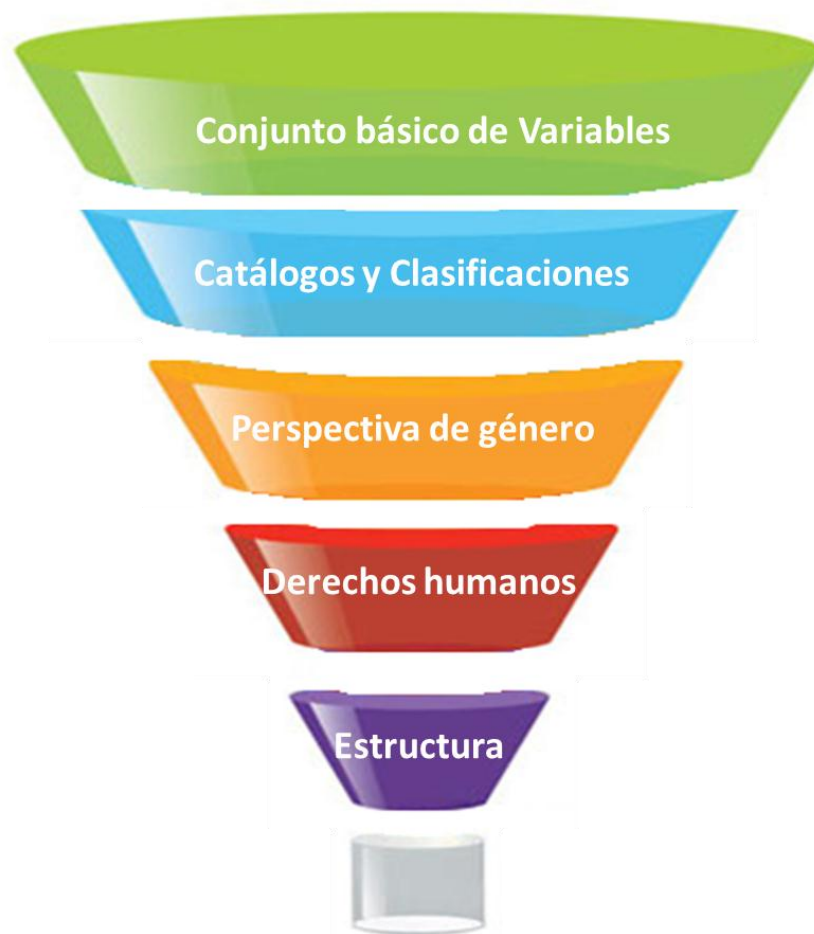 Conjunto básico de Variables
Catálogos y Clasificaciones
Perspectiva de género
Derechos humanos
Estructura